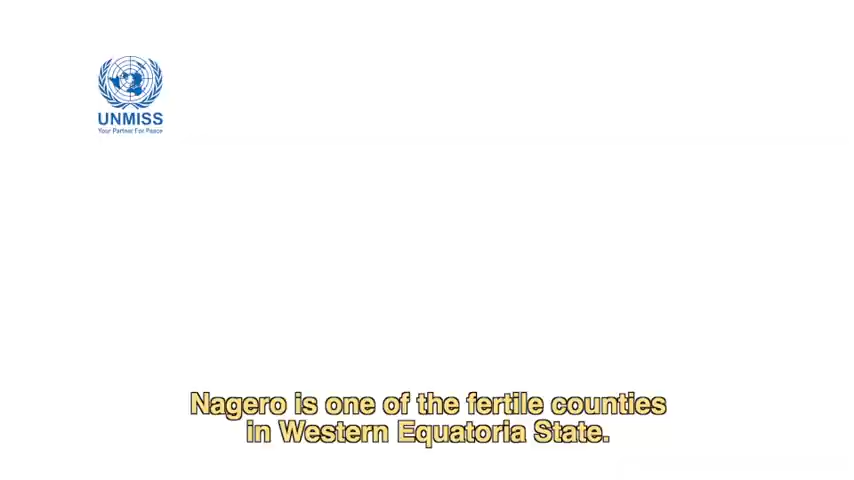 UNMISS
Your Partner For Peace
Nagero is one of the fertile counties
in Western Equatoria State.